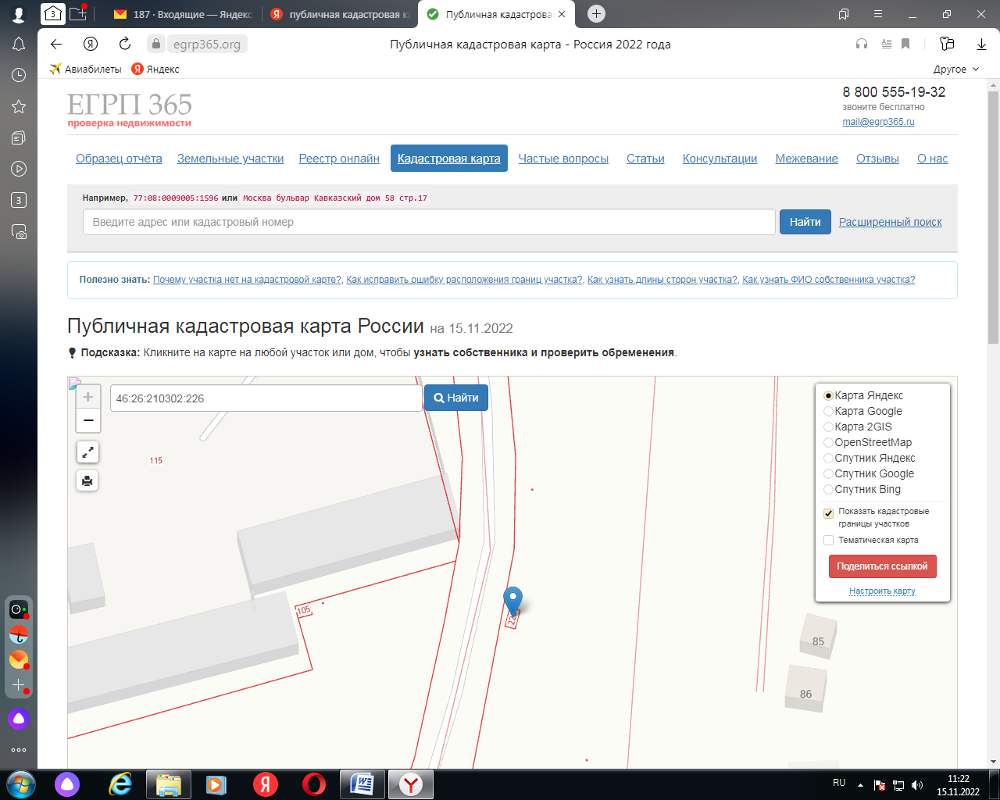 187 · Входящие — Яндекс
публичная кадастровая ка
Публичная кадастрова
egrp365.org
Публичная кадастровая карта - Россия 2022 года
Авиабилеты
Яндекс
Другое
ЕГРП 365
проверка недвижимости
8 800 555-19-32
звоните бесплатно
mail@egrp365.ru
Образец отчёта
Земельные участки
Реестр онлайн
Кадастровая карта
Частые вопросы
Статьи
Консультации
Межевание
Отзывы
О нас
Например, 77:08:0009005:1596 или Москва бульвар Кавказский дом 58 стр.17
Введите адрес или кадастровый номер
Найти
Расширенный поиск
Полезно знать: Почему участка нет на кадастровой карте?, Как исправить ошибку расположения границ участка?, Как узнать длины сторон участка?, Как узнать ФИО собственника участка?
Публичная кадастровая карта России на 15.11.2022
Подсказка: Кликните на карте на любой участок или дом, чтобы узнать собственника и проверить обременения.
+
−
46:26:210302:226
Найти
Карта Яндекс
Карта Google
Карта 2GIS
OpenStreetMap
Спутник Яндекс
Спутник Google
Спутник Bing
Показать кадастровые
границы участков
Тематическая карта
Поделиться ссылкой
Настроить карту
115
105
85
86
3
3
RU
11:22
15.11.2022